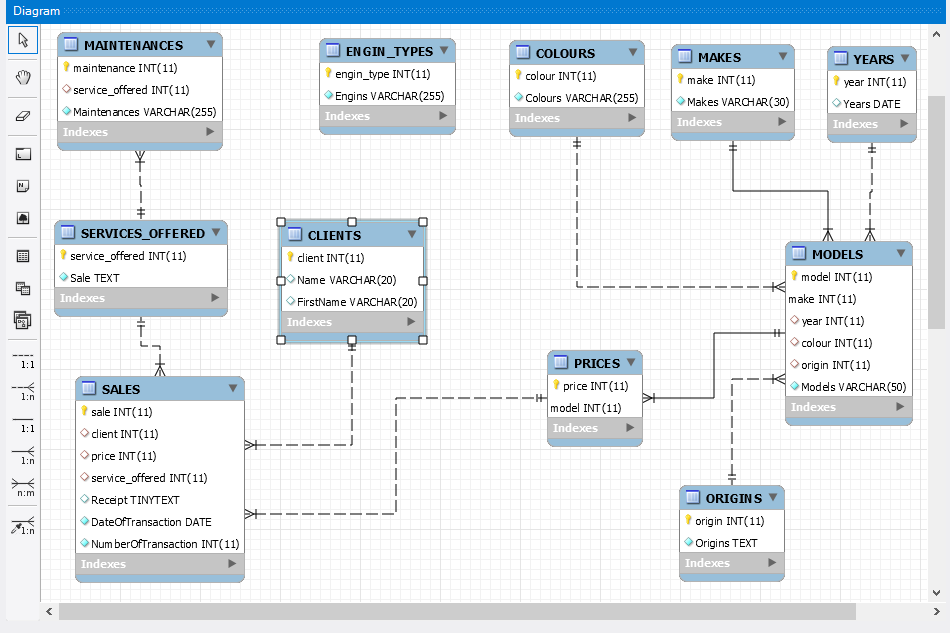 Diagram
MAINTENANCES
maintenance INT(11)
service_offered INT(11)
Maintenances VARCHAR(255)
Indexes
ENGIN_TYPES
engin_type INT(11)
Engins VARCHAR(255)
Indexes
COLOURS
colour INT(11)
Colours VARCHAR(255)
Indexes
MAKES
make INT(11)
Makes VARCHAR(30)
Indexes
YEARS
year INT(11)
Years DATE
Indexes
SERVICES_OFFERED
service_offered INT(11)
Sale TEXT
Indexes
CLIENTS
client INT(11)
Name VARCHAR(20)
FirstName VARCHAR(20)
Indexes
MODELS
model INT(11)
make INT(11)
year INT(11)
colour INT(11)
origin INT(11)
Models VARCHAR(50)
Indexes
PRICES
price INT(11)
model INT(11)
Indexes
SALES
sale INT(11)
client INT(11)
price INT(11)
service_offered INT(11)
Receipt TINYTEXT
DateOfTransaction DATE
NumberOfTransaction INT(11)
Indexes
ORIGINS
origin INT(11)
Origins TEXT
Indexes
1:1
1:n
1:1
1:n
n:m
1:n